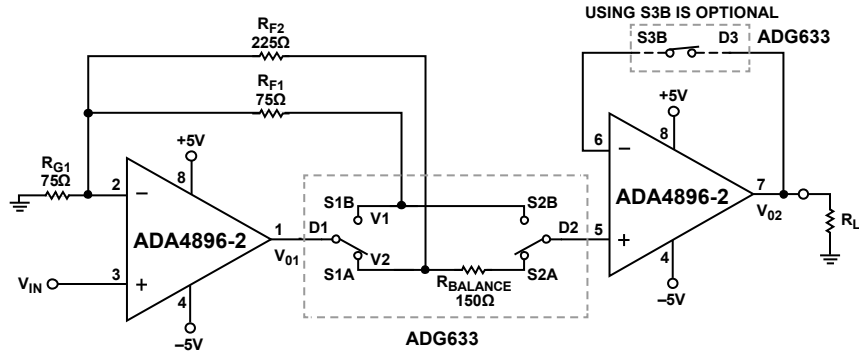 USING S3B IS OPTIONAL
RF2
225Ω
S3B
D3
ADG633
RF1
75Ω
+5V
+5V
RG1
75Ω
2
−
8
6
−
8
ADA4896-2
ADA4896-2
S1B
V1
S2B
1
D1
D2
5
+
7
V01
V02
RL
VIN
3
+
V2
S1A
RBALANCE
150Ω
S2A
4
4
−5V
−5V
ADG633